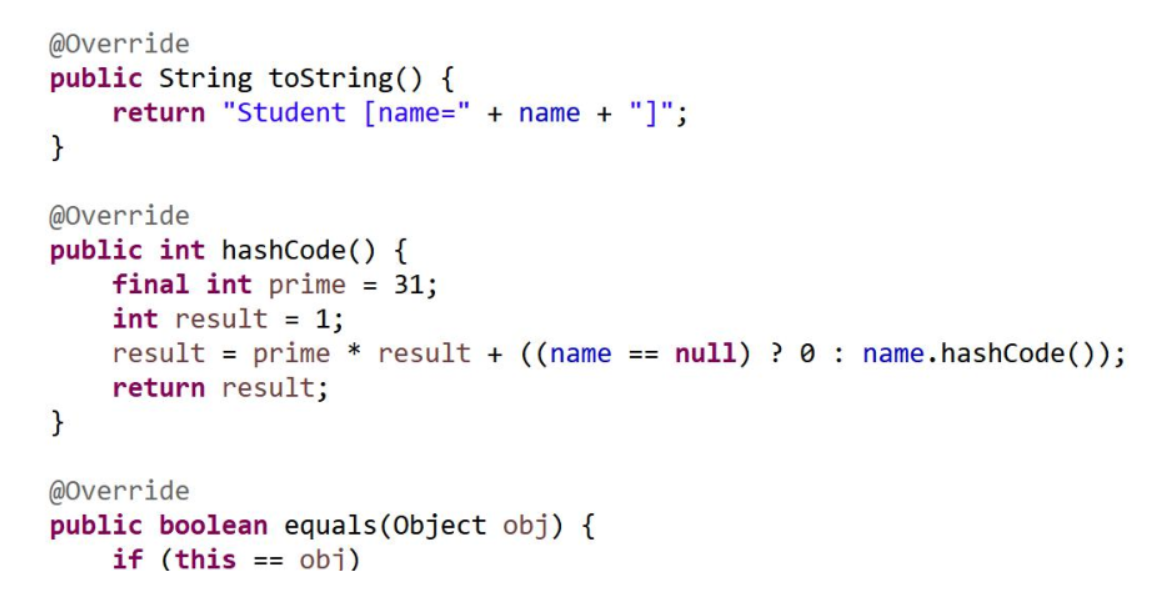 @Override
public String toString() {
    return "Student [name=" + name + "]";
}
@Override
public int hashCode() {
    final int prime = 31;
    int result = 1;
    result = prime * result + ((name == null) ? 0 : name.hashCode());
    return result;
}
@Override
public boolean equals(Object obj) {
    if (this == obj)